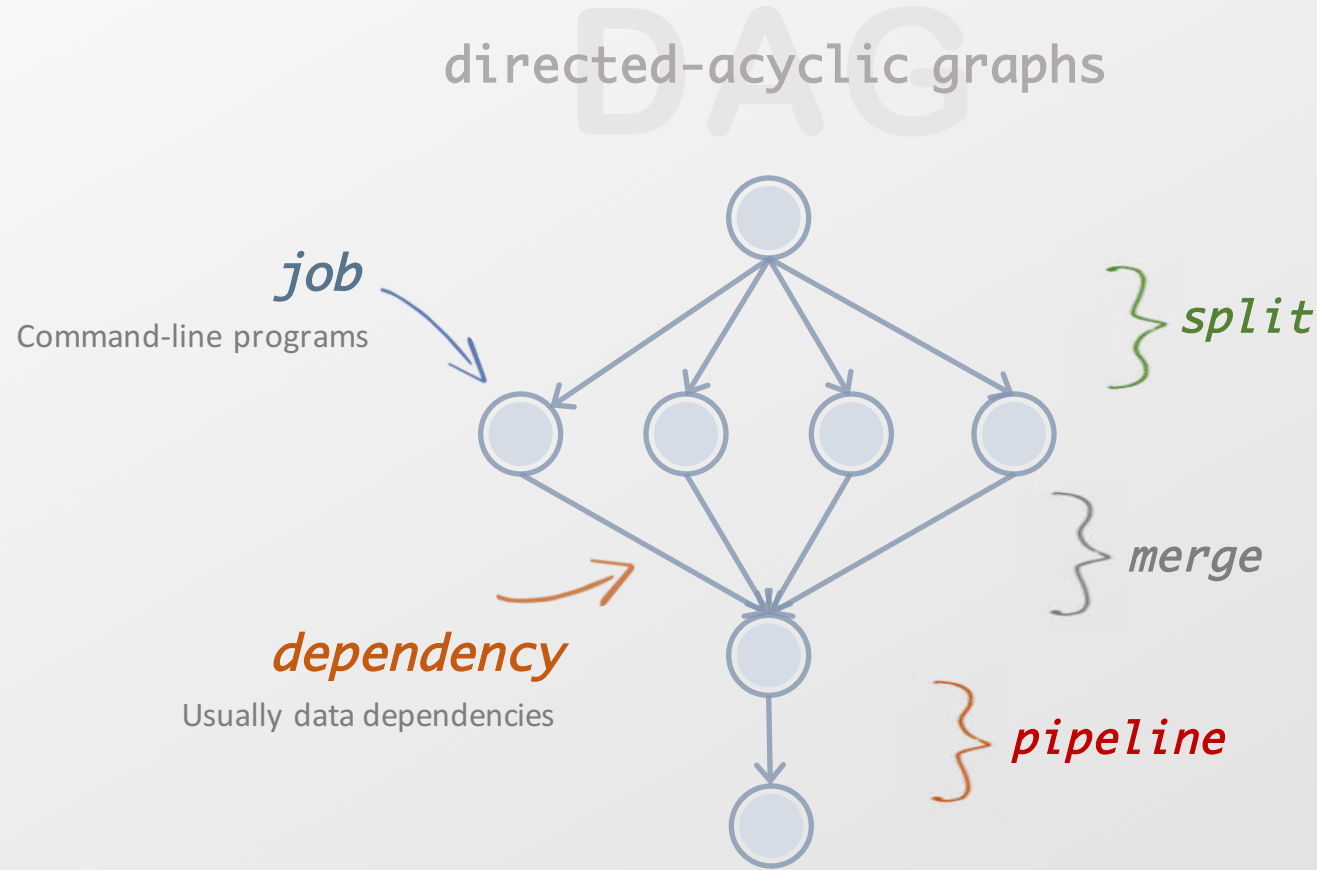 DAG
directed-acyclic graphs
job
Command-line programs
split
merge
dependency
Usually data dependencies
pipeline